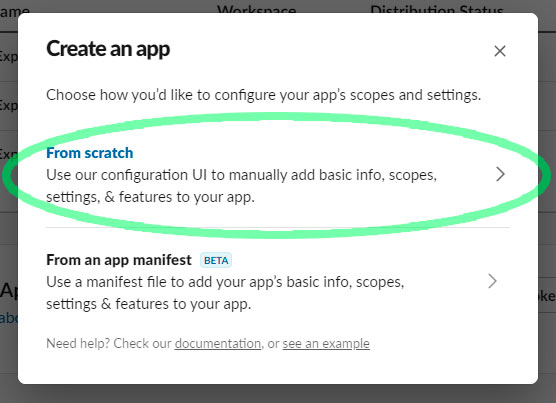 ame Workspace Distribution Status
Create an app
Choose how you'd like to configure your app's scopes and settings.
Exp
Exp
Exp
From scratch
Use our configuration UI to manually add basic info, scopes,
settings, & features to your app.
From an app manifest BETA
Use a manifest file to add your app's basic info, scopes,
settings & features to your app.
Ap
abo
oke
Need help? Check our documentation, or see an example